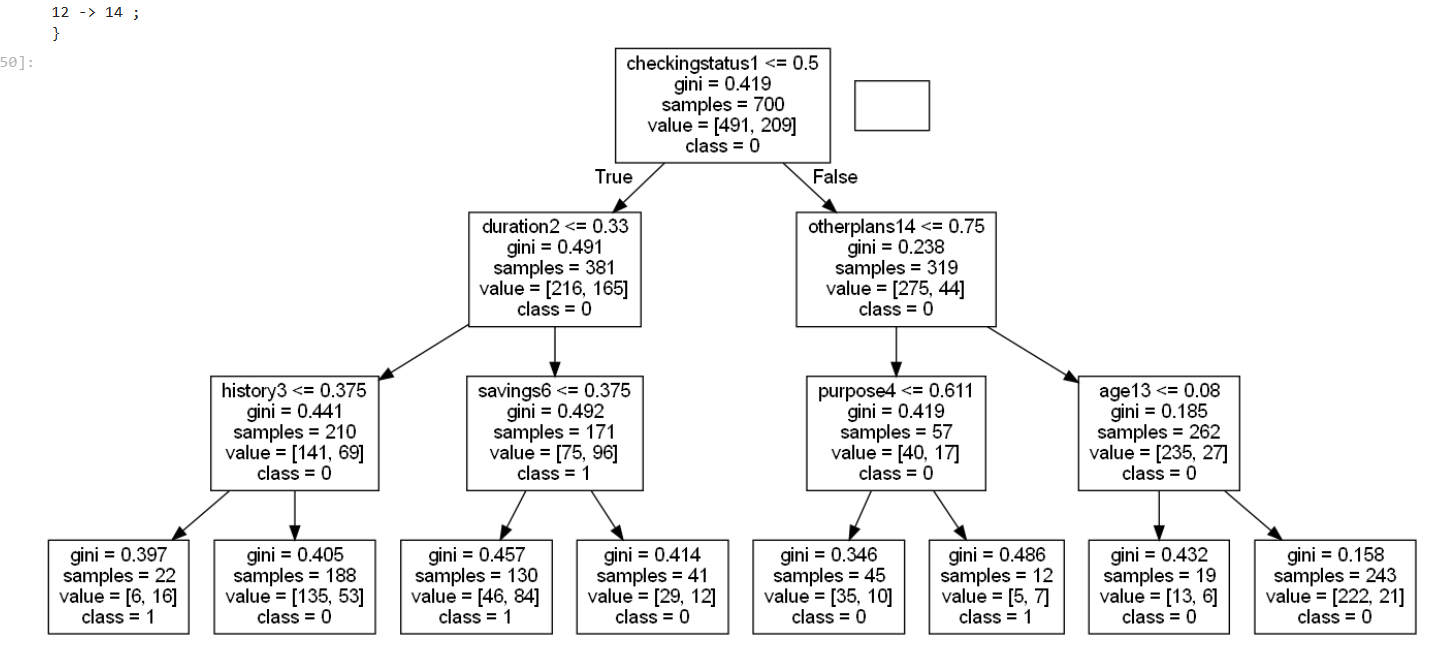 12 -> 14 ;
}
50]:
checkingstatus1 <= 0.5
gini = 0.419
samples = 700
value = [491, 209]
class = 0
True
False
duration2 <= 0.33
gini = 0.491
samples = 381
value = [216, 165]
class = 0
otherplans14 <= 0.75
gini = 0.238
samples = 319
value = [275, 44]
class = 0
history3 <= 0.375
gini = 0.441
samples = 210
value = [141, 69]
class = 0
savings6 <= 0.375
gini = 0.492
samples = 171
value = [75, 96]
class = 1
purpose4 <= 0.611
gini = 0.419
samples = 57
value = [40, 17]
class = 0
age13 <= 0.08
gini = 0.185
samples = 262
value = [235, 27]
class = 0
gini = 0.397
samples = 22
value = [6, 16]
class = 1
gini = 0.405
samples = 188
value = [135, 53]
class = 0
gini = 0.457
samples = 130
value = [46, 84]
class = 1
gini = 0.414
samples = 41
value = [29, 12]
class = 0
gini = 0.346
samples = 45
value = [35, 10]
class = 0
gini = 0.486
samples = 12
value = [5, 7]
class = 1
gini = 0.432
samples = 19
value = [13, 6]
class = 0
gini = 0.158
samples = 243
value = [222, 21]
class = 0